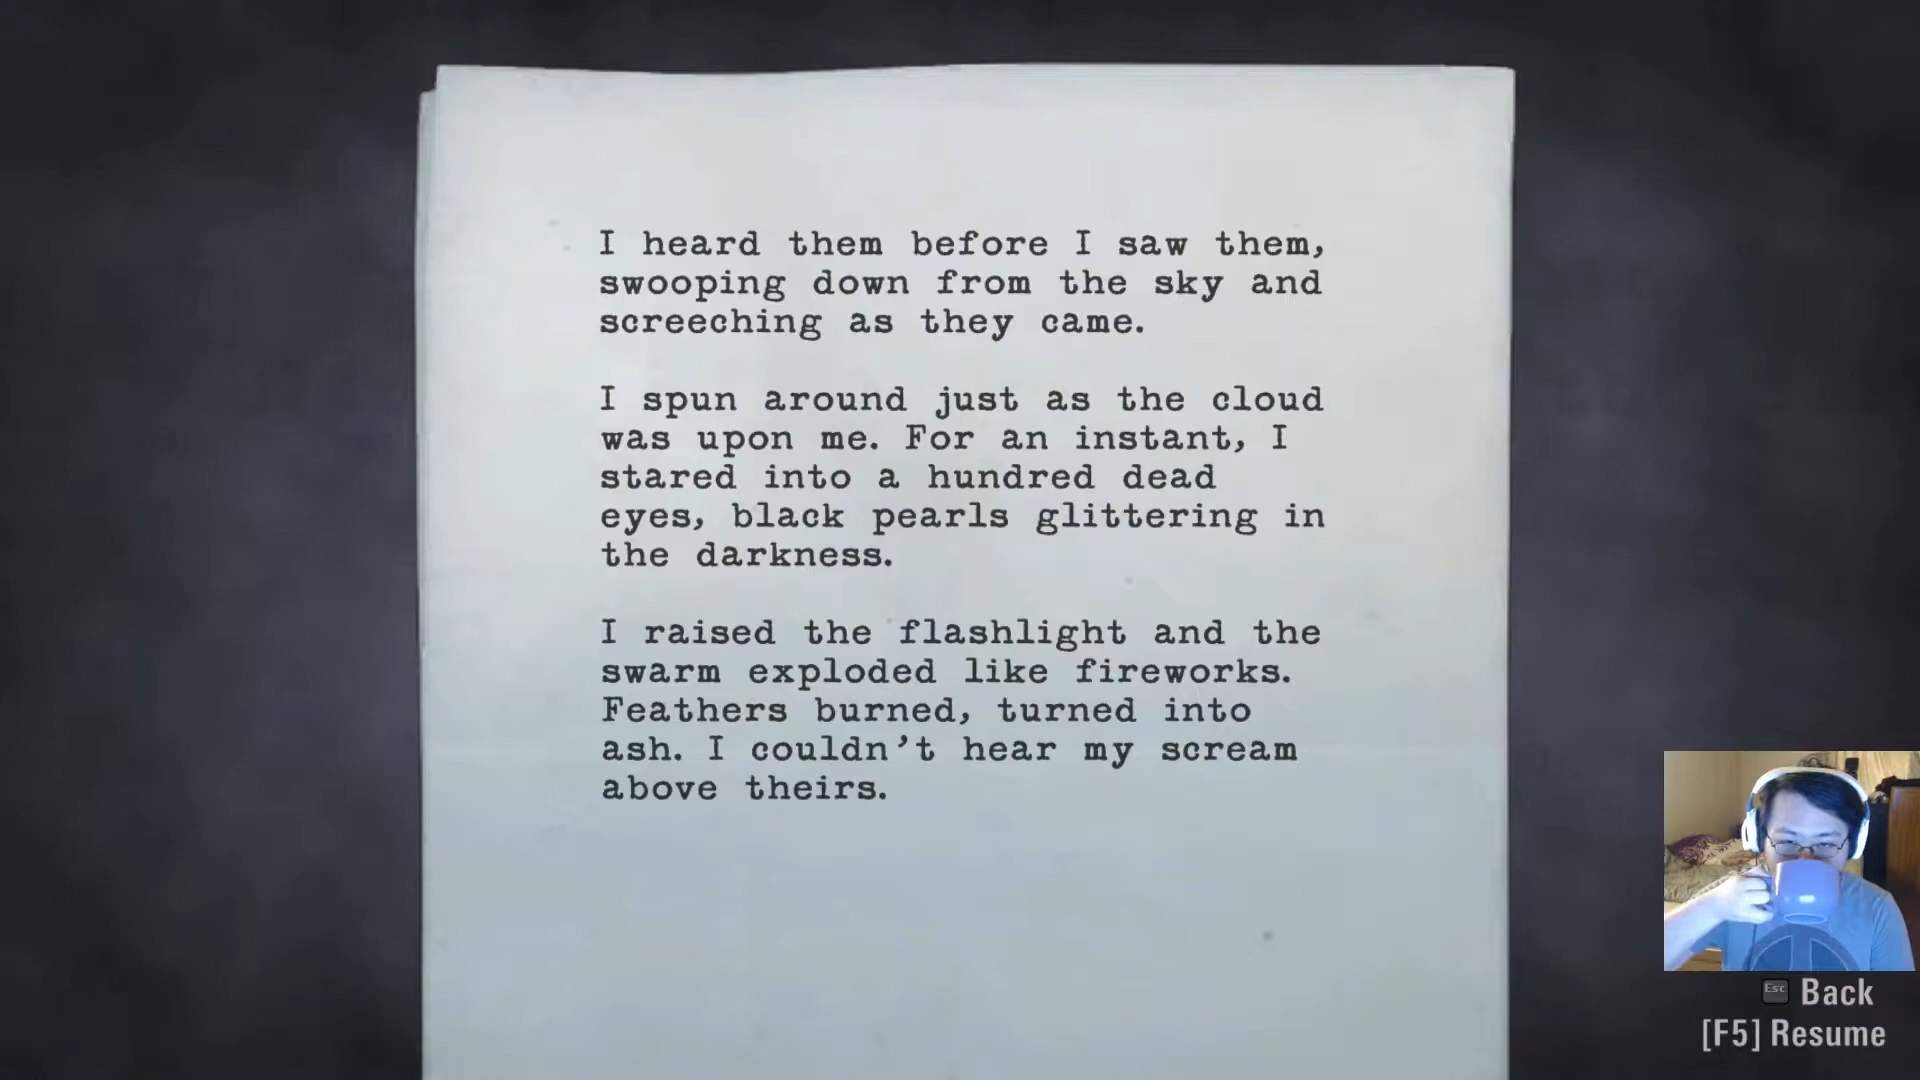 I heard them before I saw them,
swooping down from the sky and
screeching as they came.
I spun around just as the cloud
was upon me. For an instant, I
stared into a hundred dead
eyes, black pearls glittering in
the darkness.
I raised the flashlight and the
swarm exploded like fireworks.
Feathers burned, turned into
ash. I couldn’t hear my scream
above theirs.
Esc Back
[F5] Resume